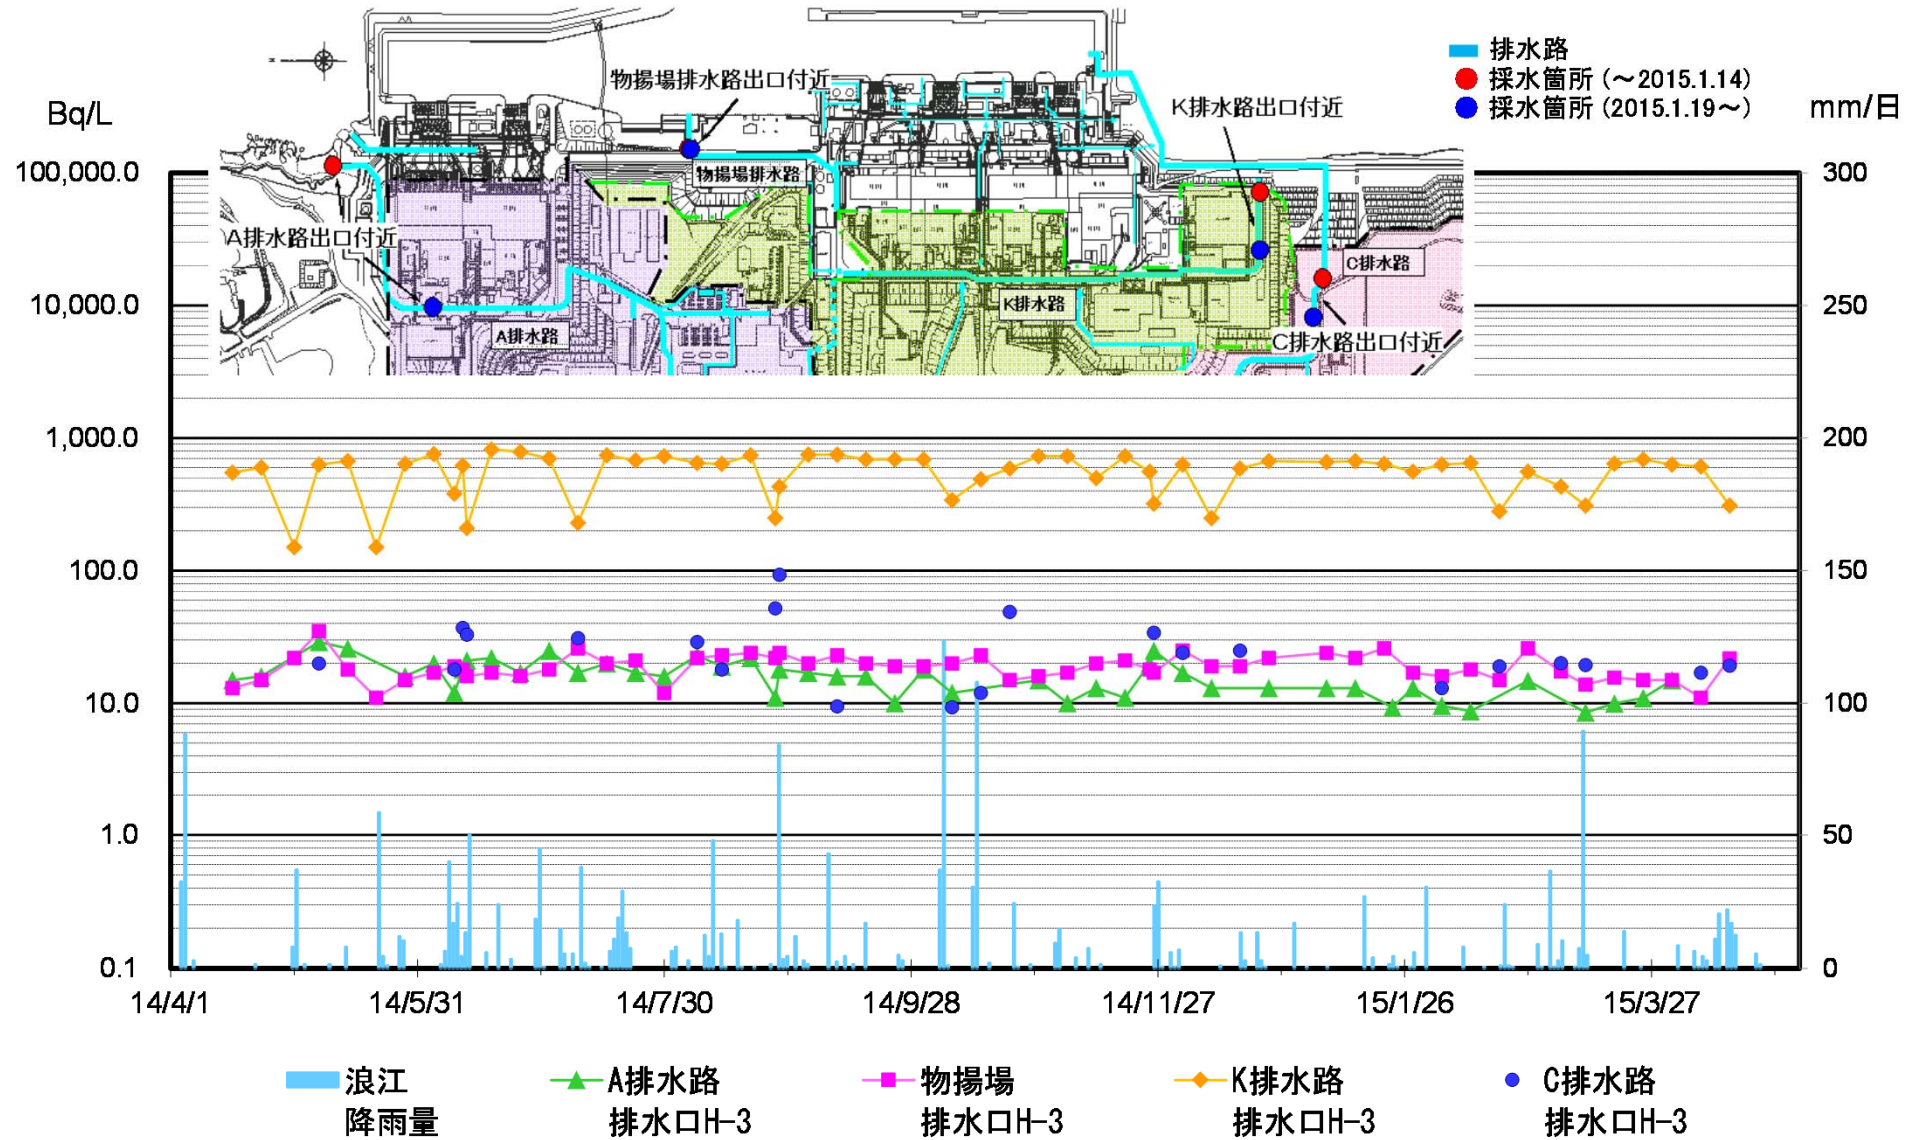 排水路
採水箇所 (～2015.1.14)
採水箇所 (2015.1.19～)
Bq/L
mm/日
物揚場排水路出口付近
K排水路出口付近
物揚場排水路
A排水路出口付近
C排水路
K排水路
A排水路
C排水路出口付近
100,000.0
10,000.0
1,000.0
100.0
10.0
1.0
0.1
300
250
200
150
100
50
0
14/4/1
14/5/31
14/7/30
14/9/28
14/11/27
15/1/26
15/3/27
浪江
降雨量
A排水路
排水口H-3
物揚場
排水口H-3
K排水路
排水口H-3
C排水路
排水口H-3